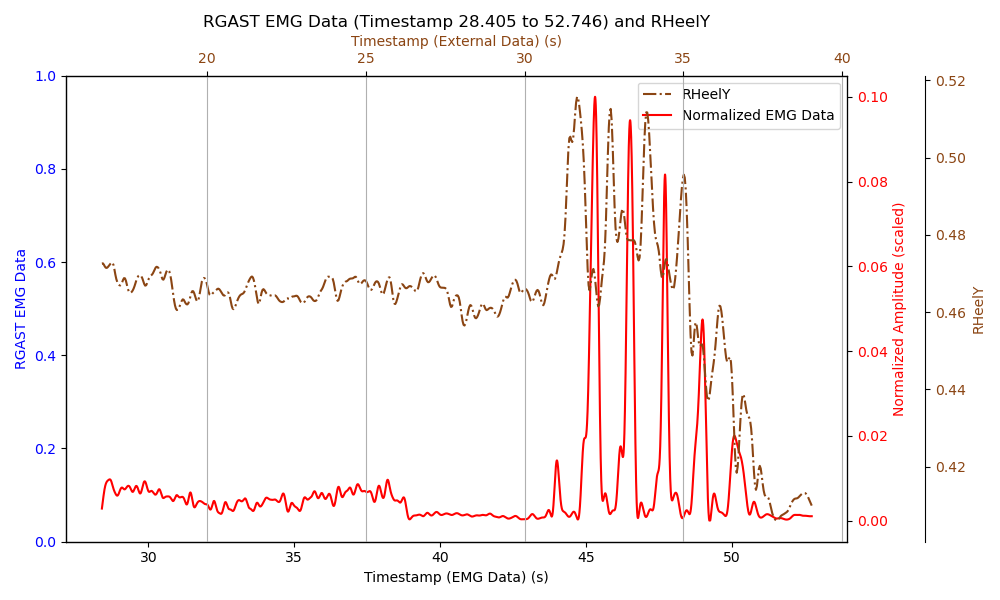 RGAST EMG Data (Timestamp 28.405 to 52.746) and RHeelY
Timestamp (External Data) (s)
20 25 30 35 40
1.0
0.8
0.6
0.4
0.2
0.0
RGAST EMG Data
RHeelY
Normalized EMG Data
0.10
0.08
0.06
0.04
0.02
0.00
Normalized Amplitude (scaled)
0.52
0.50
0.48
0.46
0.44
0.42
RHeelY
30 35 40 45 50
Timestamp (EMG Data) (s)